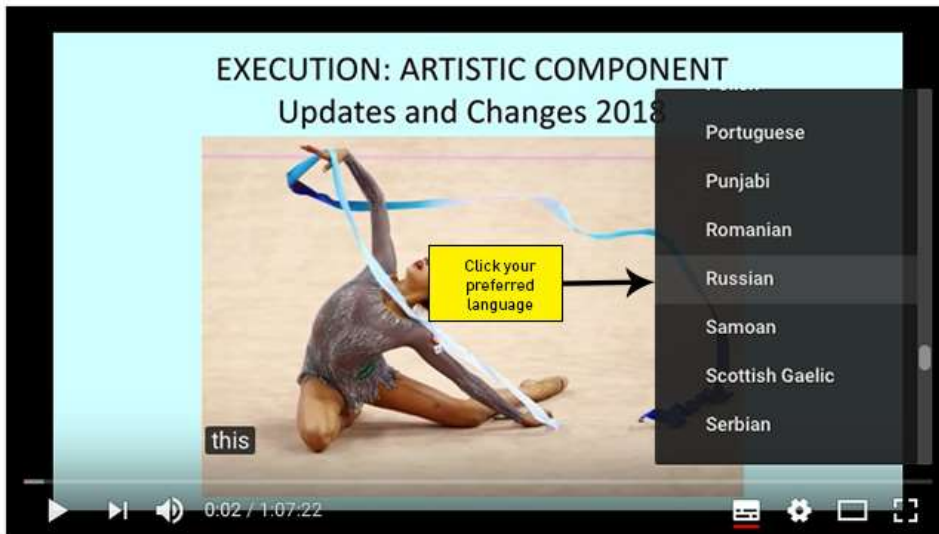 EXECUTION: ARTISTIC COMPONENT
Updates and Changes 2018
Portuguese
Punjabi
Romanian
Click your
preferred
language
Russian
Samoan
Scottish Gaelic
Serbian
this
0:02 / 1:07:22